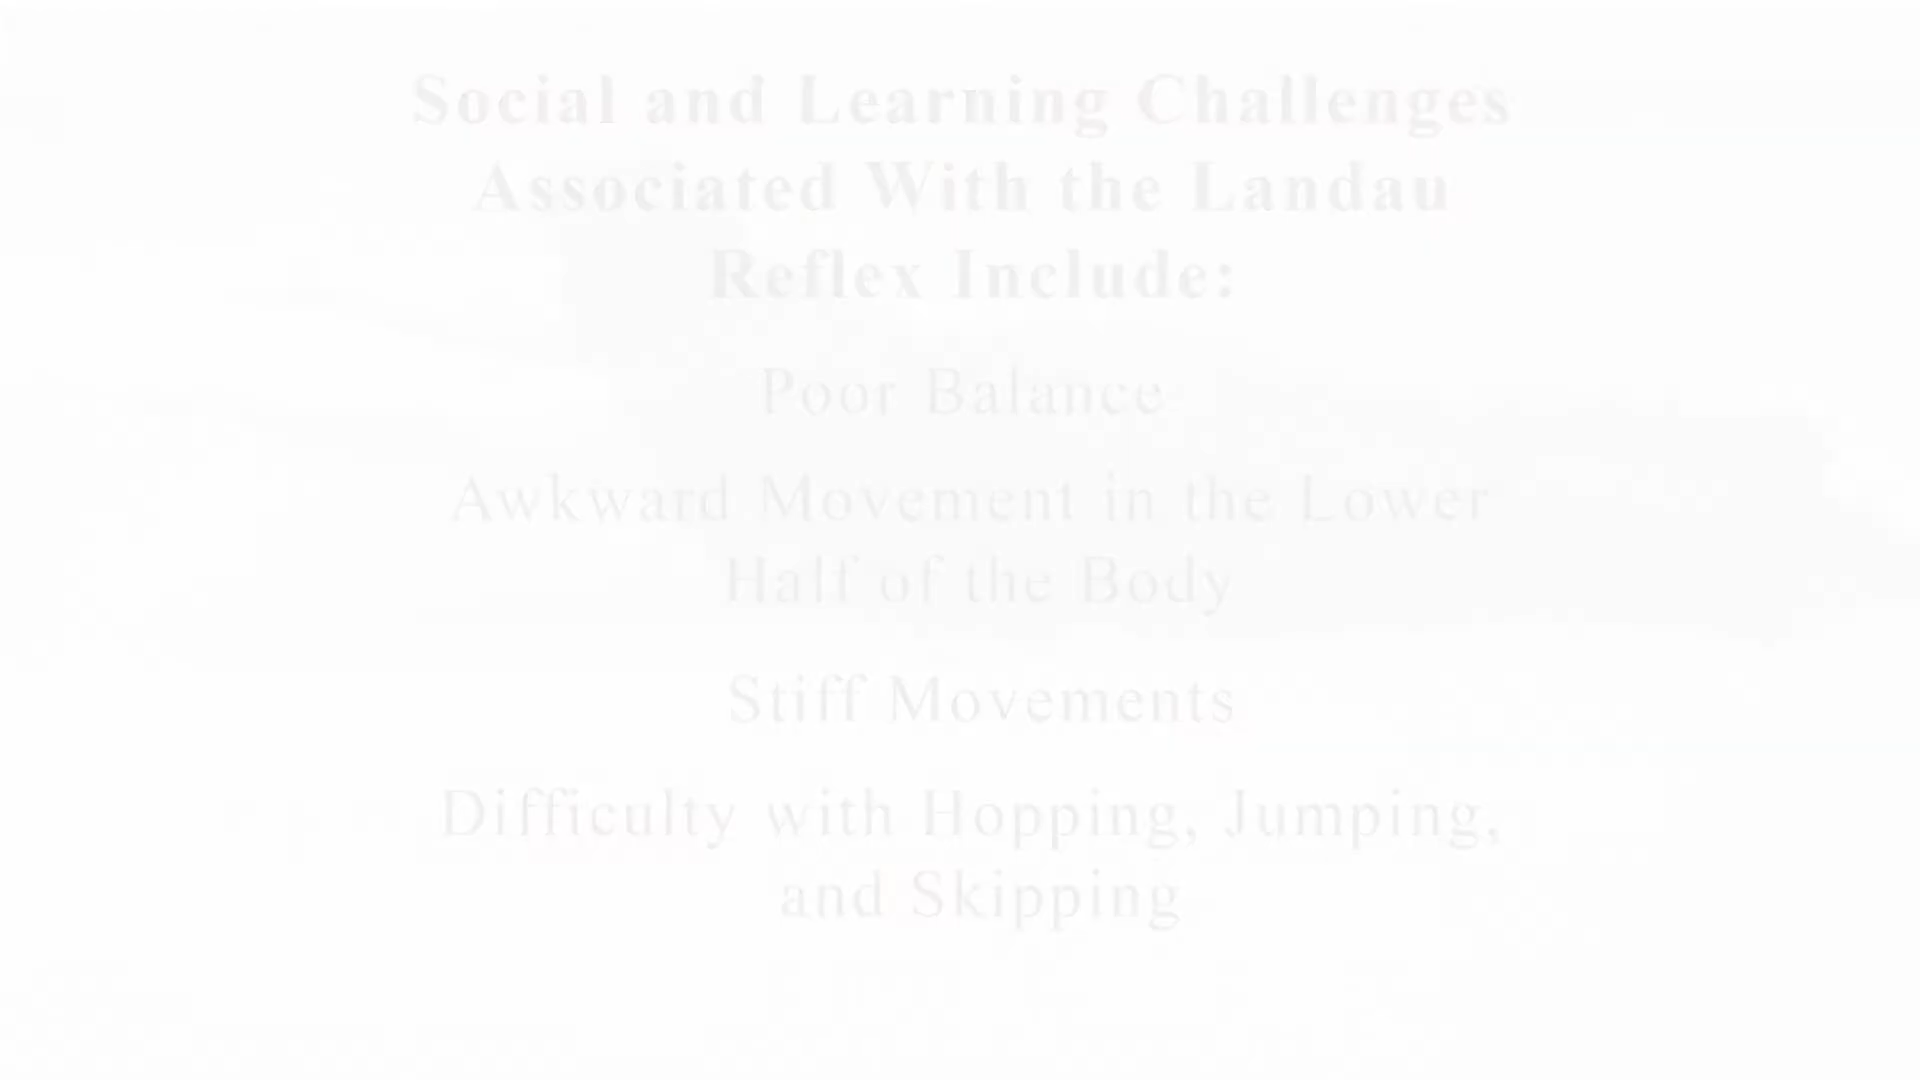 Social and Learning Challenges
Associated With the Landau
Reflex Include:
Poor Balance
Awkward Movement in the Lower
Half of the Body
Stiff Movements
Difficulty with Hopping, Jumping,
and Skipping